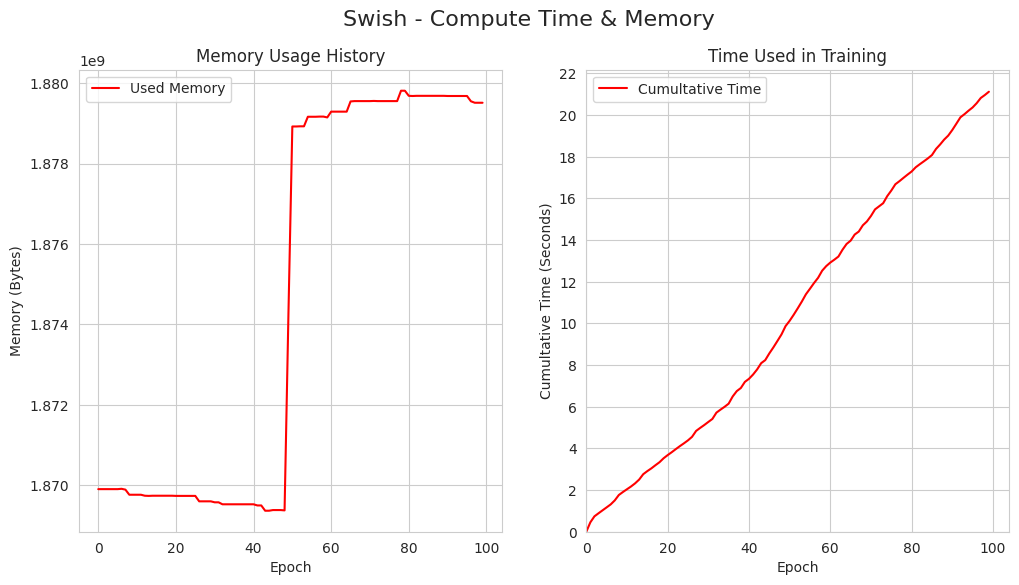 Swish - Compute Time & Memory
Memory Usage History
1e9
Used Memory
1.880
1.878
1.876
1.874
1.872
1.870
Memory (Bytes)
0 20 40 60 80 100
Epoch
Time Used in Training
Cumultative Time
22
20
18
16
14
12
10
8
6
4
2
0
Cumultative Time (Seconds)
0 20 40 60 80 100
Epoch